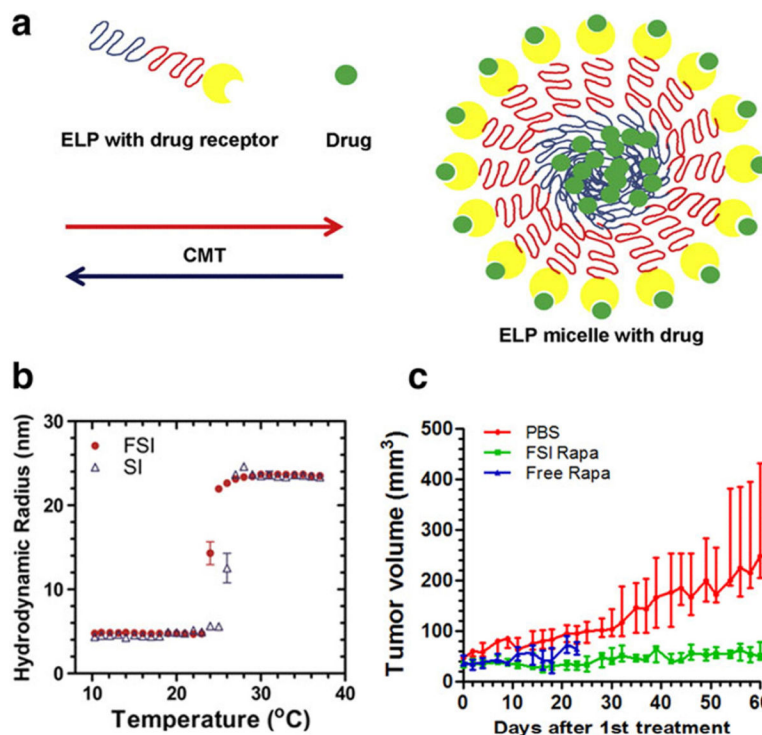 a
ELP with drug receptor
Drug
CMT
ELP micelle with drug
b
Hydrodynamic Radius (nm)
30
20
10
0
FSI
SI
10
20
30
40
Temperature (°C)
c
Tumor volume (mm³)
500
400
300
200
100
0
PBS
FSI Rapa
Free Rapa
0
10
20
30
40
50
60
Days after 1st treatment